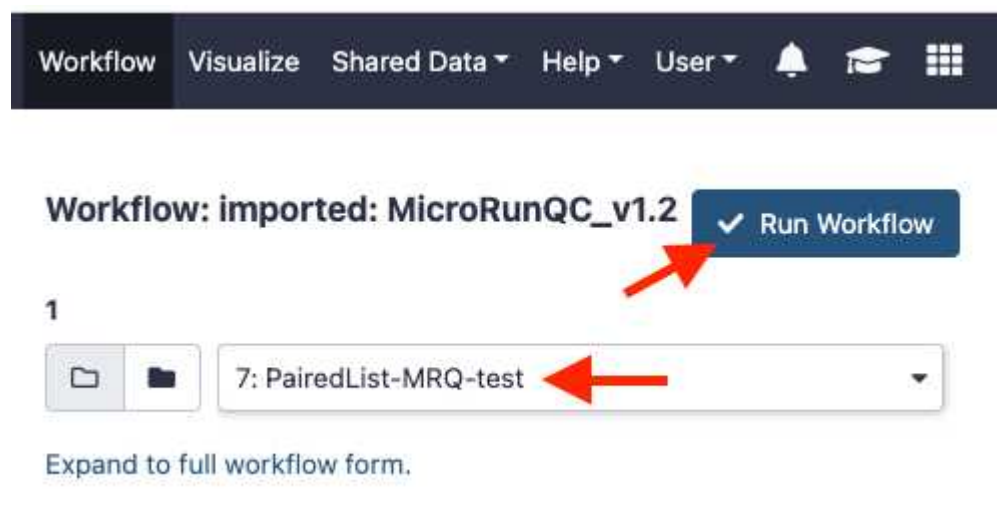 Workflow Visualize Shared Data Help User
Workflow: imported: MicroRunQC_v1.2
Run Workflow
1
7: PairedList-MRQ-test
Expand to full workflow form.